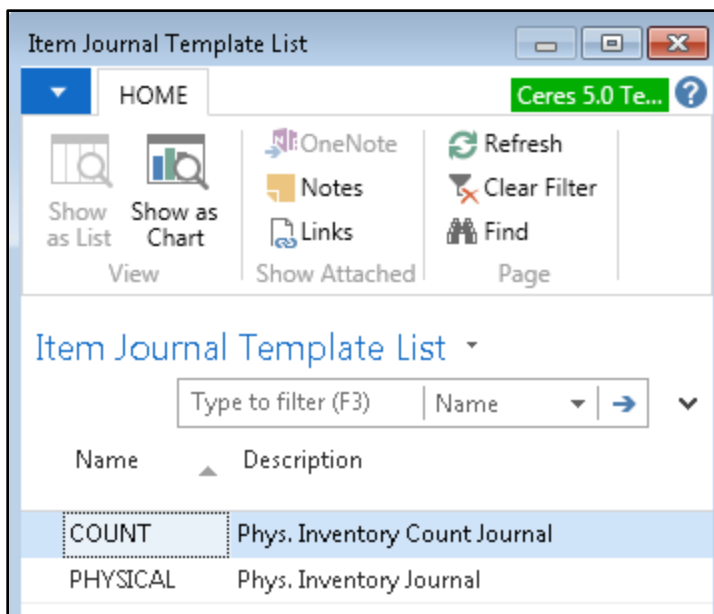 Item Journal Template List
HOME
Ceres 5.0 Te...
Show as List
Show as Chart
View
OneNote
Notes
Links
Show Attached
Refresh
Clear Filter
Find
Page
Item Journal Template List
Type to filter (F3) Name
Name Description
COUNT Phys. Inventory Count Journal
PHYSICAL Phys. Inventory Journal